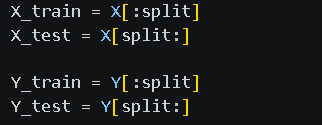 X_train = X[:split]
X_test = X[split:]
Y_train = Y[:split]
Y_test = Y[split:]